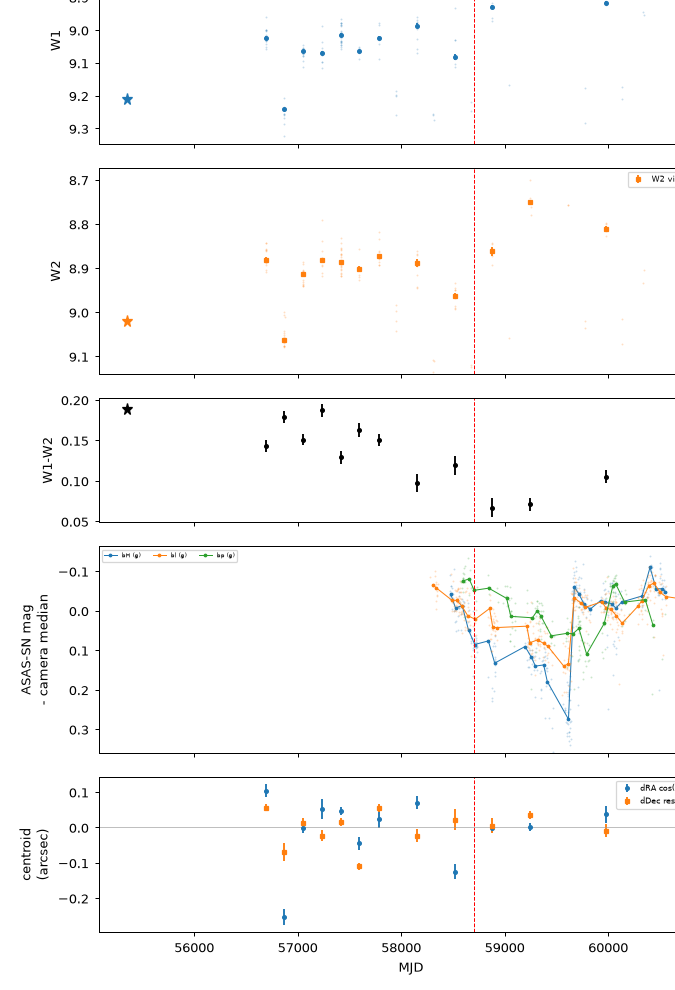 8.9
9.0
9.1
9.2
9.3
W1
8.7
8.8
8.9
9.0
9.1
W2
W2 vi
0.20
0.15
0.10
0.05
W1-W2
bH (g) bI (g) bp (g)
−0.1
0.0
0.1
0.2
0.3
ASAS-SN mag
- camera median
0.1
0.0
−0.1
−0.2
centroid
(arcsec)
dRA cos(
dDec res
56000 57000 58000 59000 60000
MJD